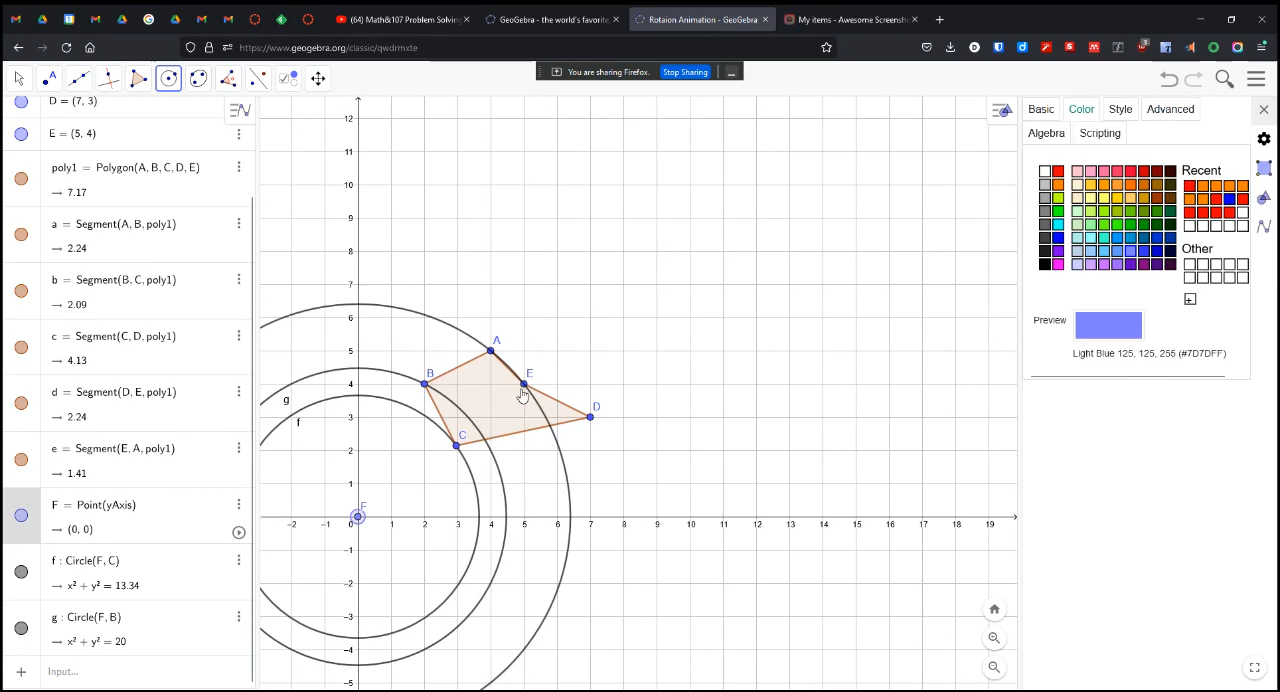 (64) Math&107 Problem Solving
GeoGebra - the world's favorite,
Rotaion Animation - GeoGebra
My items - Awesome Screensho
https://www.geogebra.org/classic/qwdrmxte
You are sharing Firefox.
Stop Sharing
D = (7, 3)
E = (5, 4)
poly1 = Polygon(A, B, C, D, E)
→ 7.17
a = Segment(A, B, poly1)
→ 2.24
b = Segment(B, C, poly1)
→ 2.09
c = Segment(C, D, poly1)
→ 4.13
d = Segment(D, E, poly1)
→ 2.24
e = Segment(E, A, poly1)
→ 1.41
F = Point(yAxis)
→ (0, 0)
f : Circle(F, C)
→ x² + y² = 13.34
g : Circle(F, B)
→ x² + y² = 20
Input...
12
11
10
9
8
7
6
5
4
3
2
1
−1
−2
−3
−4
−5
−2 −1 0 1 2 3 4 5 6 7 8 9 10 11 12 13 14 15 16 17 18 19
A
B
E
D
C
F
g
f
Basic Color Style Advanced
Algebra Scripting
Recent
Other
Preview
Light Blue 125, 125, 255 (#7D7DFF)